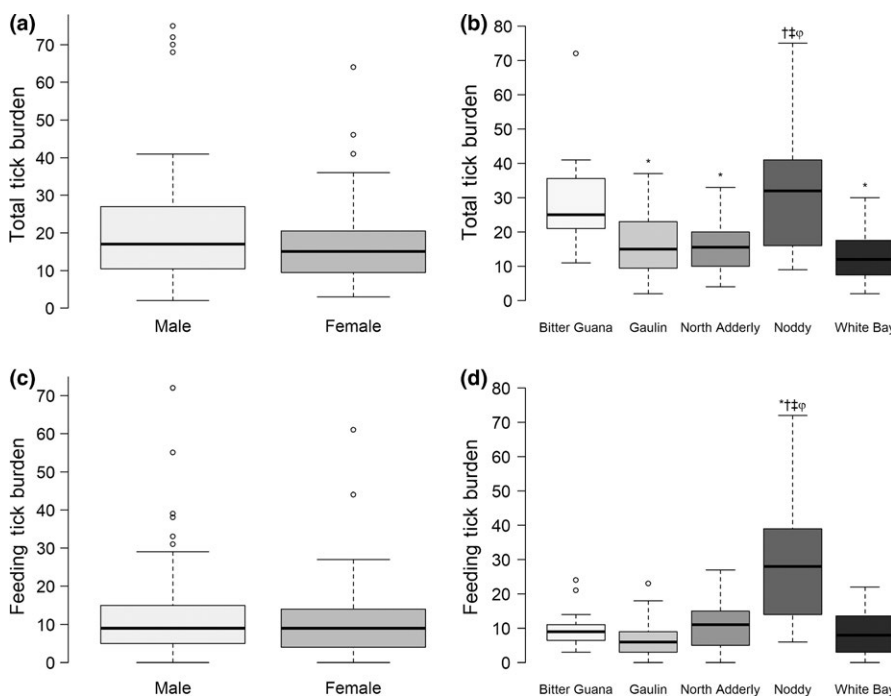 (a)
Total tick burden
70
60
50
40
30
20
10
0
Male Female
(b)
Total tick burden
80
70
60
50
40
30
20
10
0
* * †‡φ *
Bitter Guana Gaulin North Adderly Noddy White Bay
(c)
Feeding tick burden
70
60
50
40
30
20
10
0
Male Female
(d)
Feeding tick burden
80
70
60
50
40
30
20
10
0
*†‡φ
Bitter Guana Gaulin North Adderly Noddy White Bay